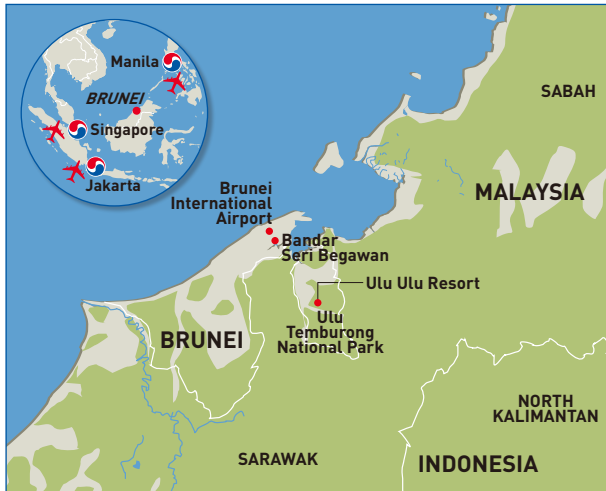 Manila
BRUNEI
Singapore
Jakarta
SABAH
MALAYSIA
Brunei
International
Airport
Bandar
Seri Begawan
Ulu Ulu Resort
Ulu
Temburong
National Park
BRUNEI
NORTH
KALIMANTAN
SARAWAK
INDONESIA